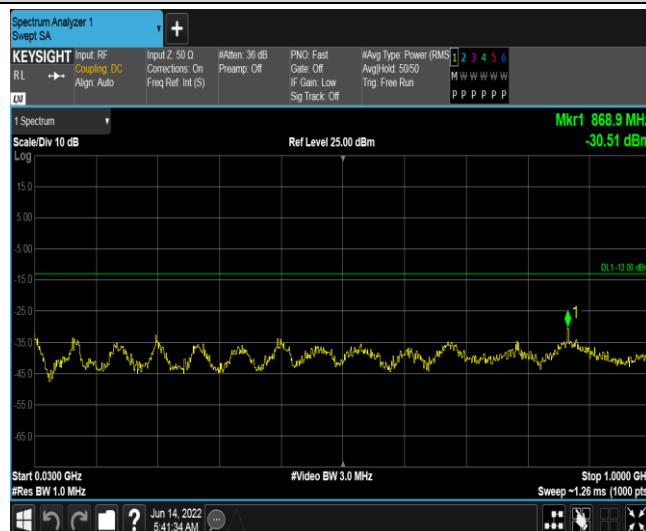 Spectrum Analyzer 1
Swept SA
+
KEYSIGHT Input: RF Input Z: 50 Ω #Atten: 36 dB PNO: Fast #Avg Type: Power (RMS 1 2 3 4 5 6
RL Coupling: DC Corrections: On Preamp: Off Gate: Off Avg|Hold: 50/50 M W W W W W
Align: Auto Freq Ref: Int (S) IF Gain: Low Trig: Free Run
Sig Track: Off P P P P P P
LXI
1 Spectrum Mkr1 868.9 MHz
Scale/Div 10 dB Ref Level 25.00 dBm -30.51 dBm
Log
15.0
5.00
-5.00
DL1 -13.00 dBm
-15.0
-25.0
1
-35.0
-45.0
-55.0
-65.0
Start 0.0300 GHz #Video BW 3.0 MHz Stop 1.0000 GH
#Res BW 1.0 MHz Sweep ~1.26 ms (1000 pts
? Jun 14, 2022
5:41:34 AM